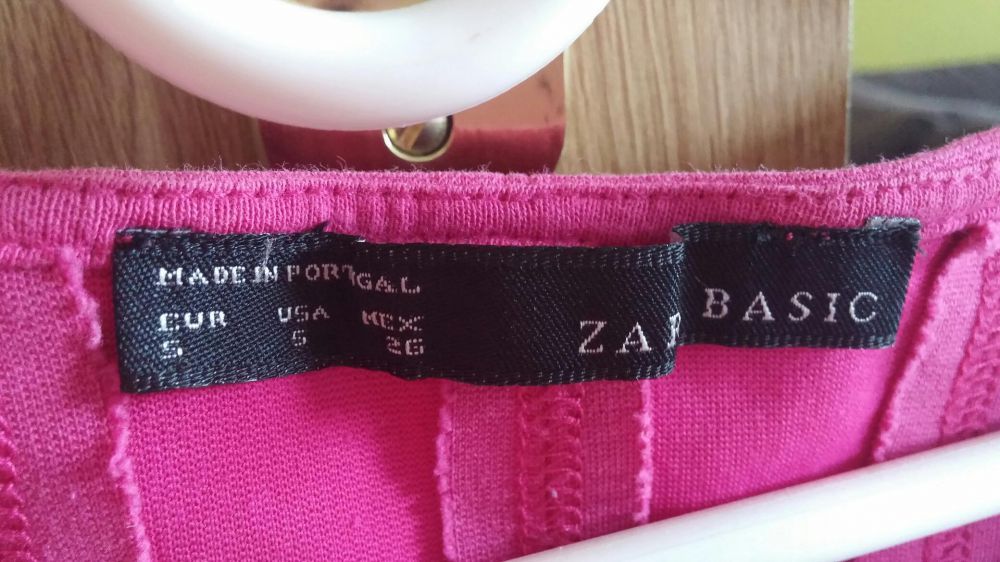 MADE IN PORTUGAL
EUR USA MEX
S S 26
ZAR BASIC